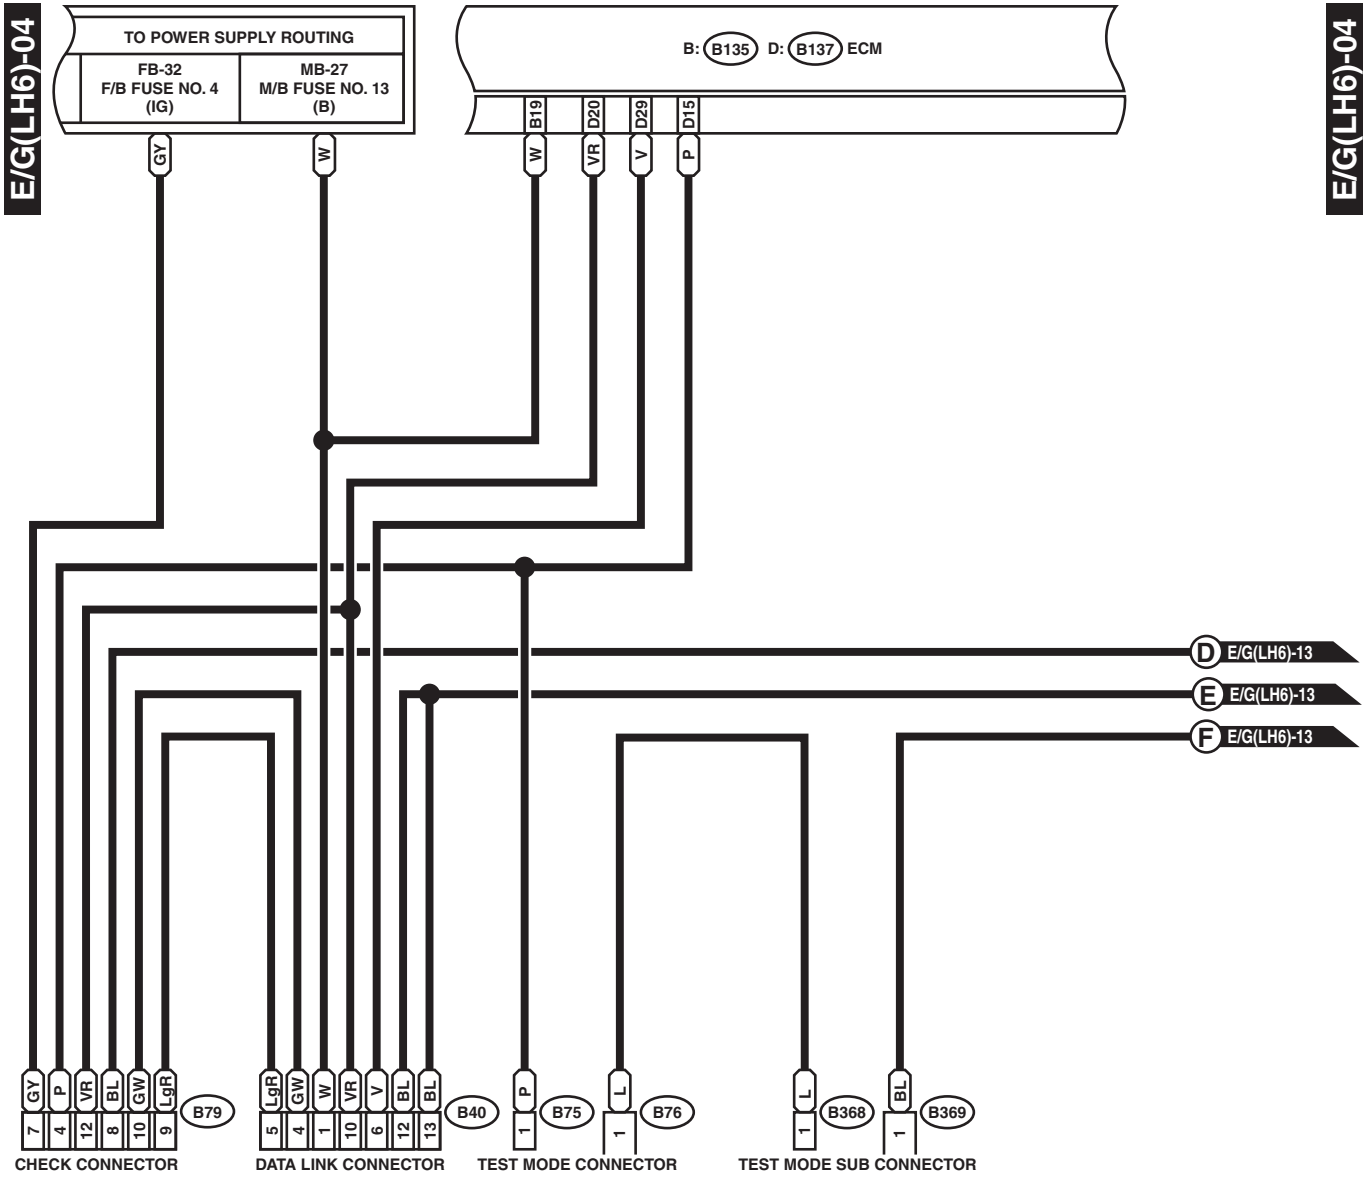 E/G(LH6)-04
E/G(LH6)-04
TO POWER SUPPLY ROUTING
FB-32
F/B FUSE NO. 4
(IG)
MB-27
M/B FUSE NO. 13
(B)
B: B135 D: B137 ECM
B19 D20 D29 D15
GY W W VR V P
D E/G(LH6)-13
E E/G(LH6)-13
F E/G(LH6)-13
GY P VR BL GW LgR
7 4 12 8 10 9
B79
CHECK CONNECTOR
LgR GW W VR V BL BL
5 4 1 10 6 12 13
B40
DATA LINK CONNECTOR
P
1
B75
L
1
B76
TEST MODE CONNECTOR
L
1
B368
BL
1
B369
TEST MODE SUB CONNECTOR